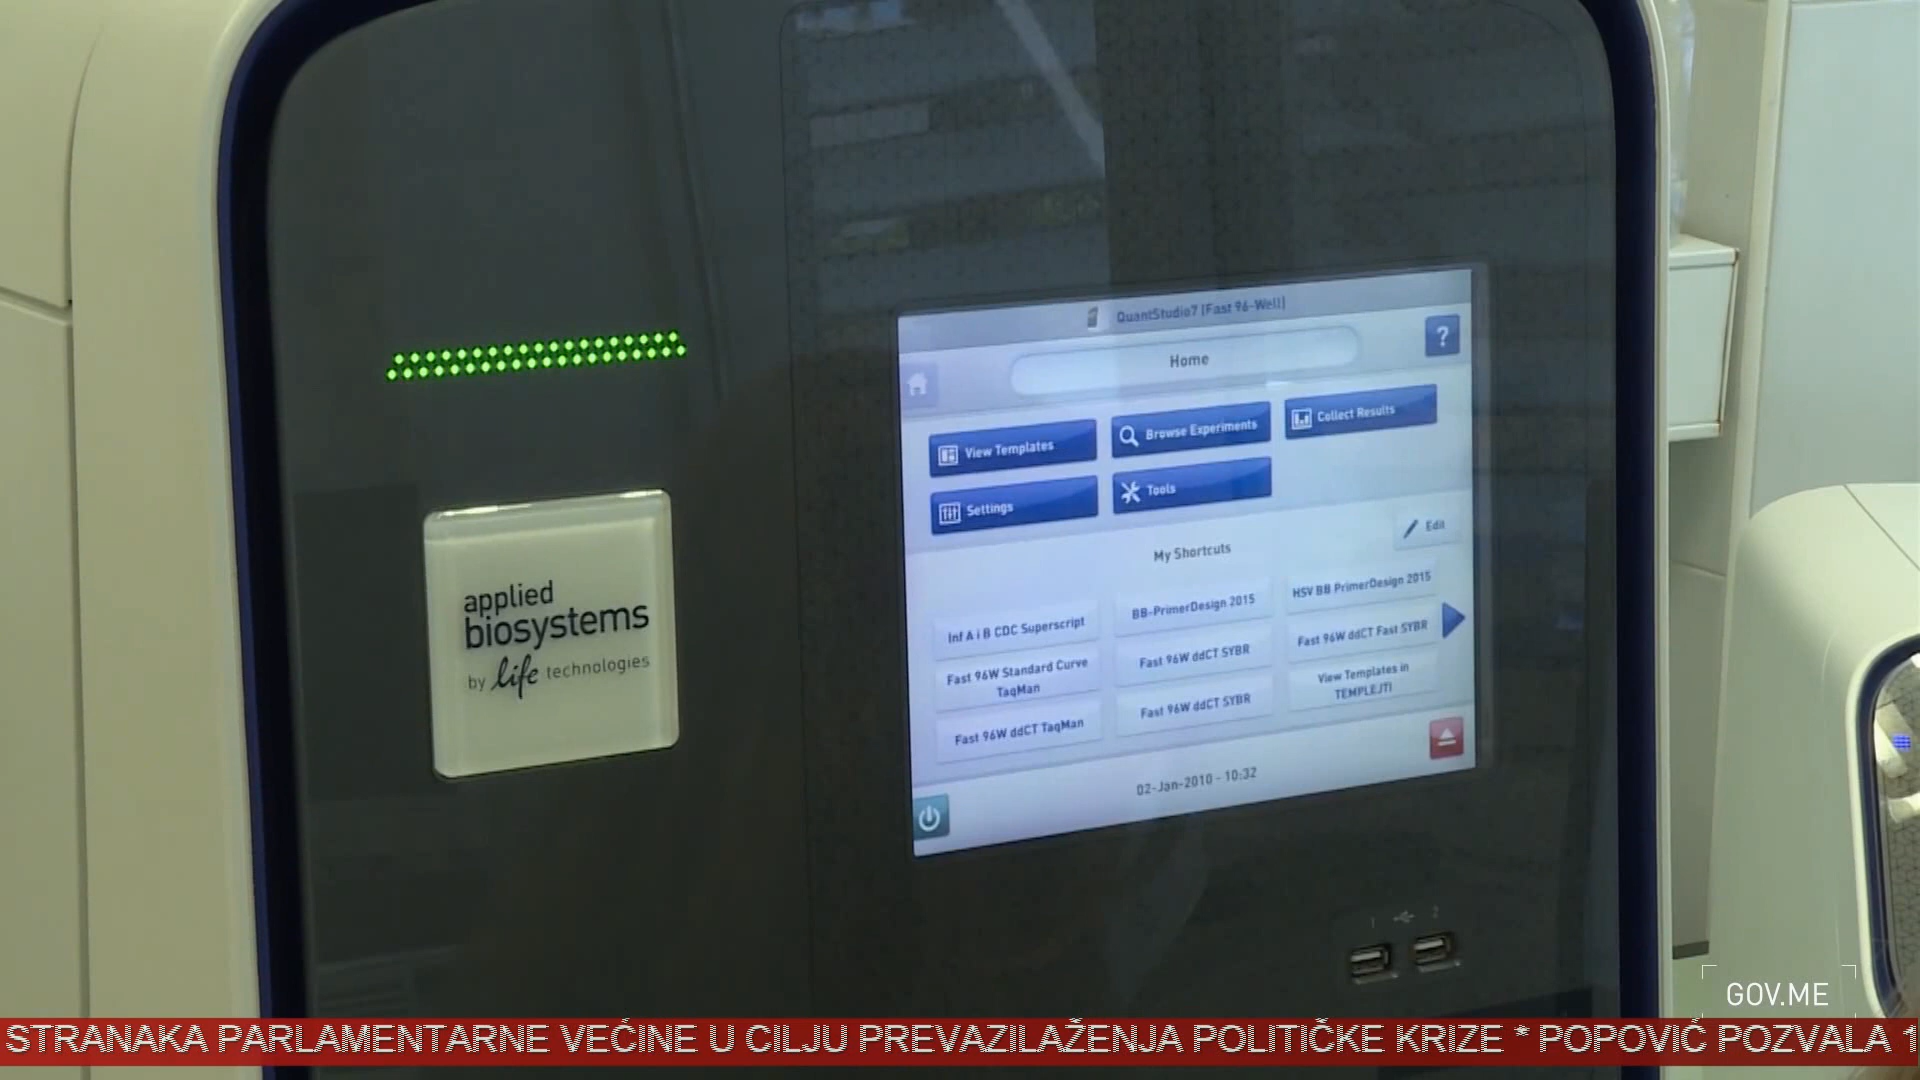 QuantStudio7 (Fast 96-Well)
Home
?
View Templates
Browse Experiments
Collect Results
Settings
Tools
Edit
My Shortcuts
Inf A i B CDC Superscript
BB-PrimerDesign 2015
HSV BB PrimerDesign 2015
Fast 96W Standard Curve
TaqMan
Fast 96W ddCT SYBR
Fast 96W ddCT Fast SYBR
Fast 96W ddCT TaqMan
Fast 96W ddCT SYBR
View Templates in
TEMPLEJTI
02-Jan-2010 - 10:32
applied
biosystems
by life technologies
1 2
GOV.ME
STRANAKA PARLAMENTARNE VEĆINE U CILJU PREVAZILAŽENJA POLITIČKE KRIZE * POPOVIĆ POZVALA 1